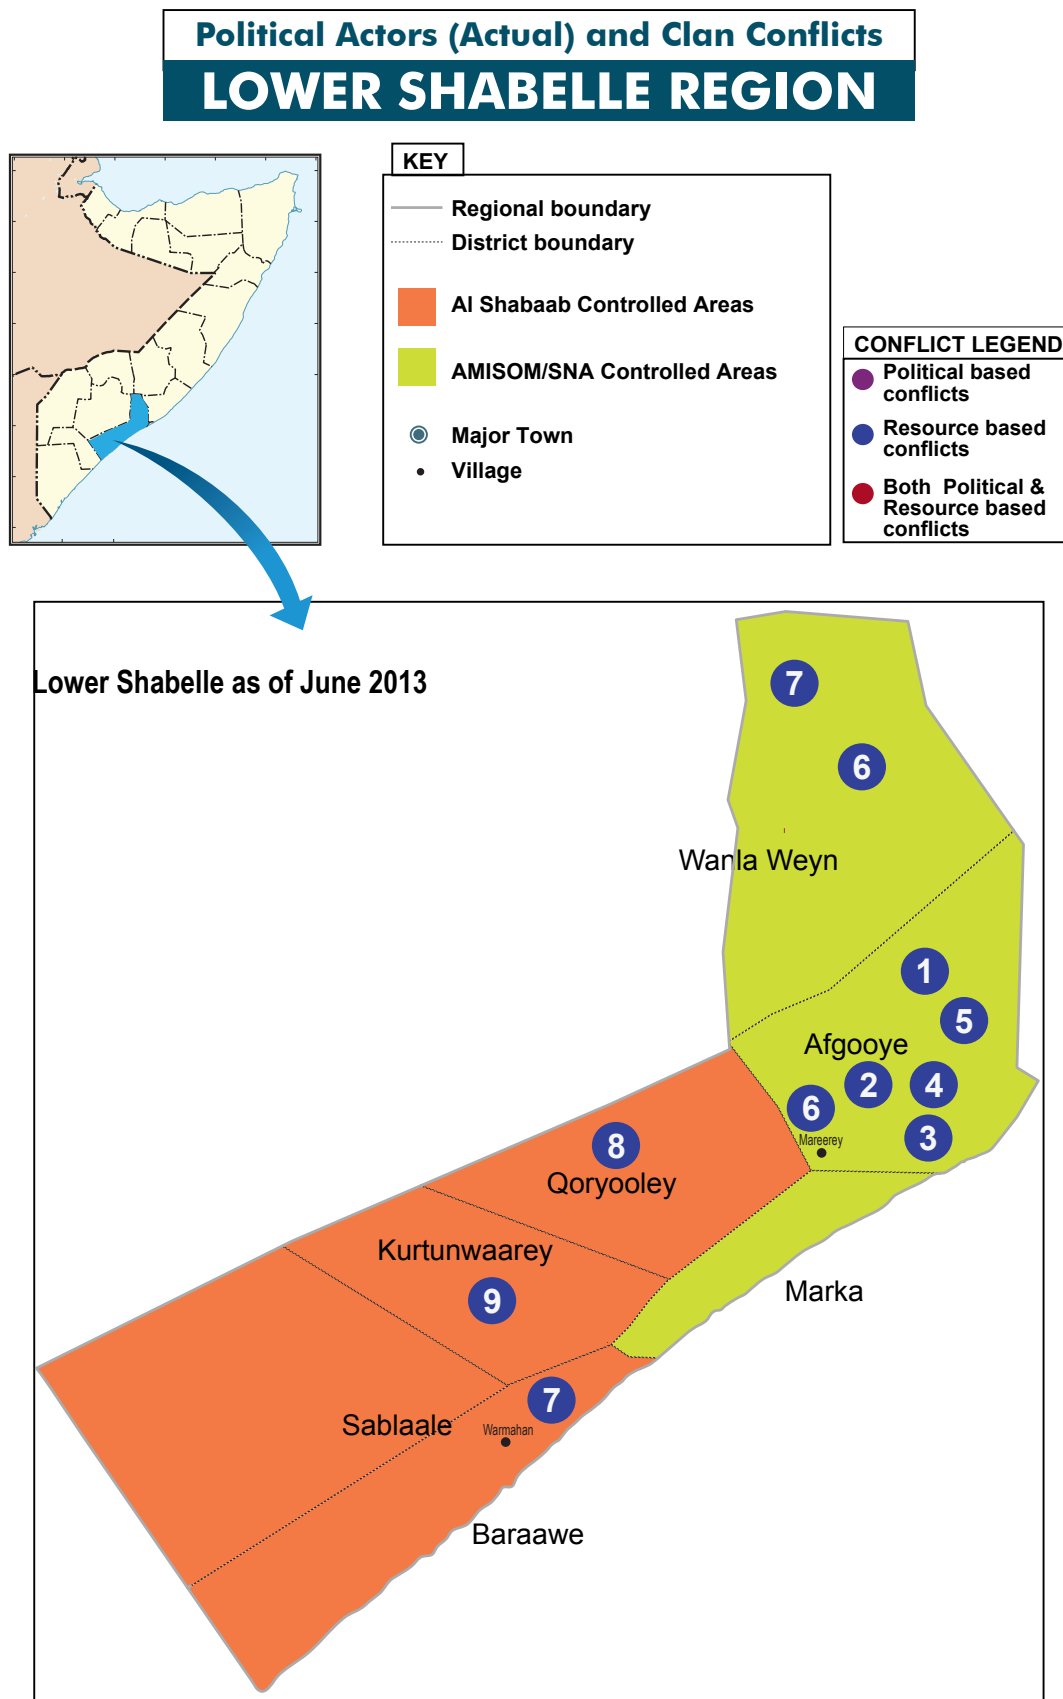 Political Actors (Actual) and Clan Conflicts
LOWER SHABELLE REGION
KEY
Regional boundary
District boundary
Al Shabaab Controlled Areas
AMISOM/SNA Controlled Areas
Major Town
Village
CONFLICT LEGEND
Political based
conflicts
Resource based
conflicts
Both Political &
Resource based
conflicts
Lower Shabelle as of June 2013
7
6
Wanla Weyn
1
5
Afgooye
2
4
6
3
Mareerey
8
Qoryooley
Kurtunwaarey
9
Marka
7
Sablaale
Warmahan
Baraawe